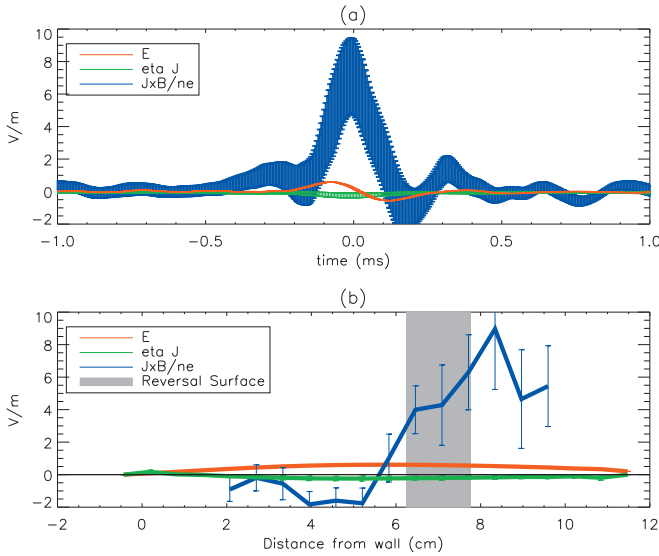 (a)
10
8
6
4
2
0
−2
V/m
E
eta J
JxB/ne
−1.0 −0.5 0.0 0.5 1.0
time (ms)
(b)
10
8
6
4
2
0
−2
V/m
E
eta J
JxB/ne
Reversal Surface
−2 0 2 4 6 8 10 12
Distance from wall (cm)